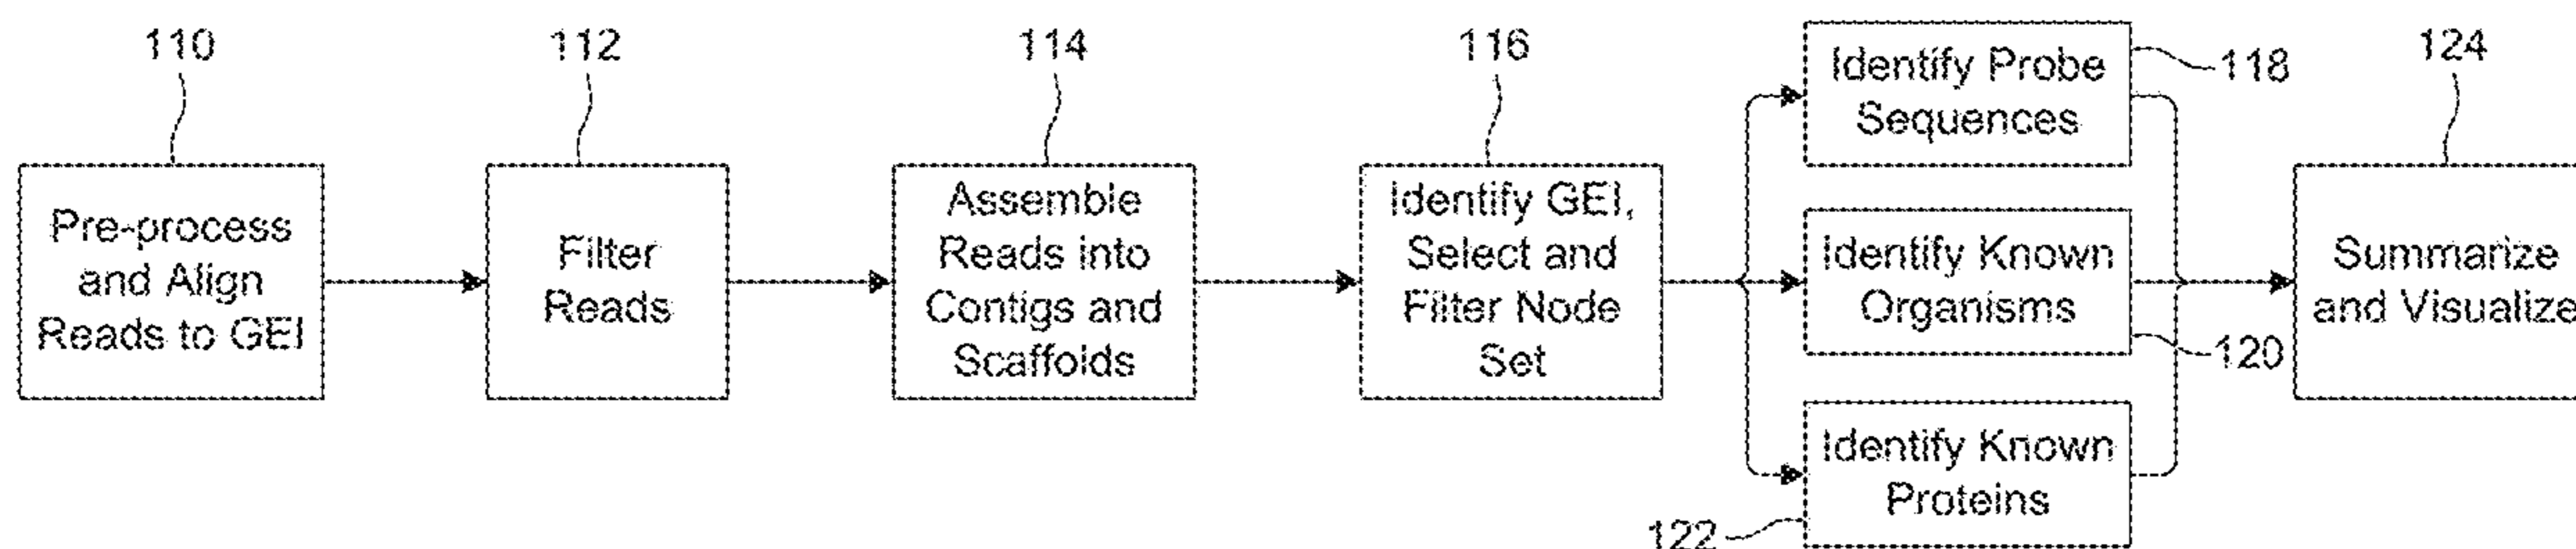 110
112
114
116
118
124
Pre-process
and Align
Reads to GEI
Filter
Reads
Assemble
Reads into
Contigs and
Scaffolds
Identify GEI,
Select and
Filter Node
Set
Identify Probe
Sequences
Identify Known
Organisms
120
Identify Known
Proteins
122
Summarize
and Visualize